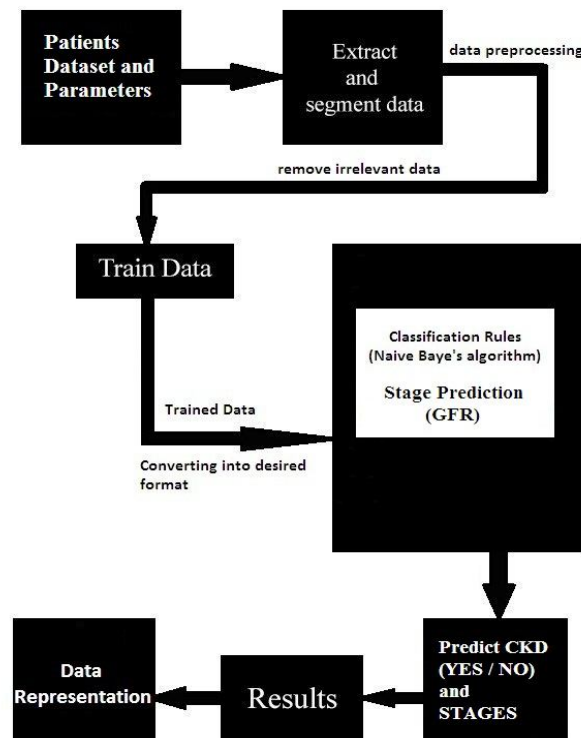 Patients
Dataset and
Parameters
Extract
and
segment data
data preprocessing
remove irrelevant data
Train Data
Classification Rules
(Naive Baye's algorithm)
Stage Prediction
(GFR)
Trained Data
Converting into desired
format
Predict CKD
(YES / NO)
and
STAGES
Results
Data
Representation